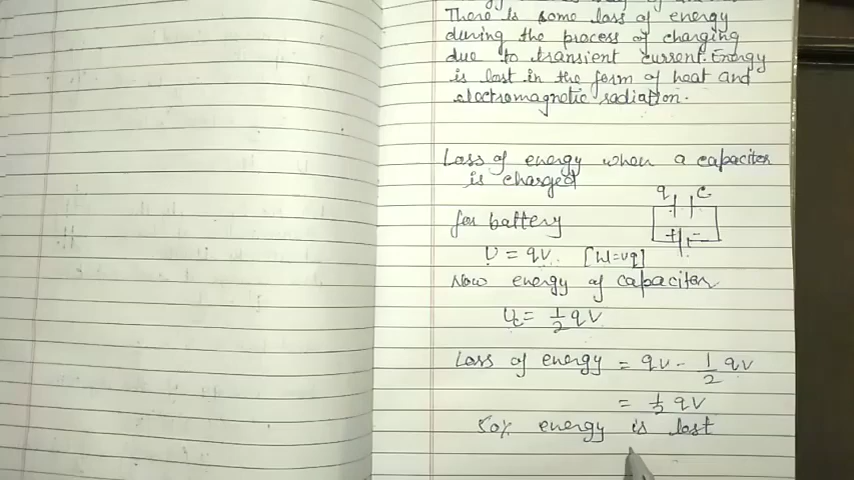 There is some loss of energy
during the process of charging
due to transient current. Energy
is lost in the form of heat and
electromagnetic radiation.
Loss of energy when a capacitor
is charged
q C
for battery
+ -
U = qV. [W=vq]
Now energy of capacitor
Uc = 1/2 qV
Loss of energy = qV - 1/2 qV
= 1/2 qV
50% energy is lost